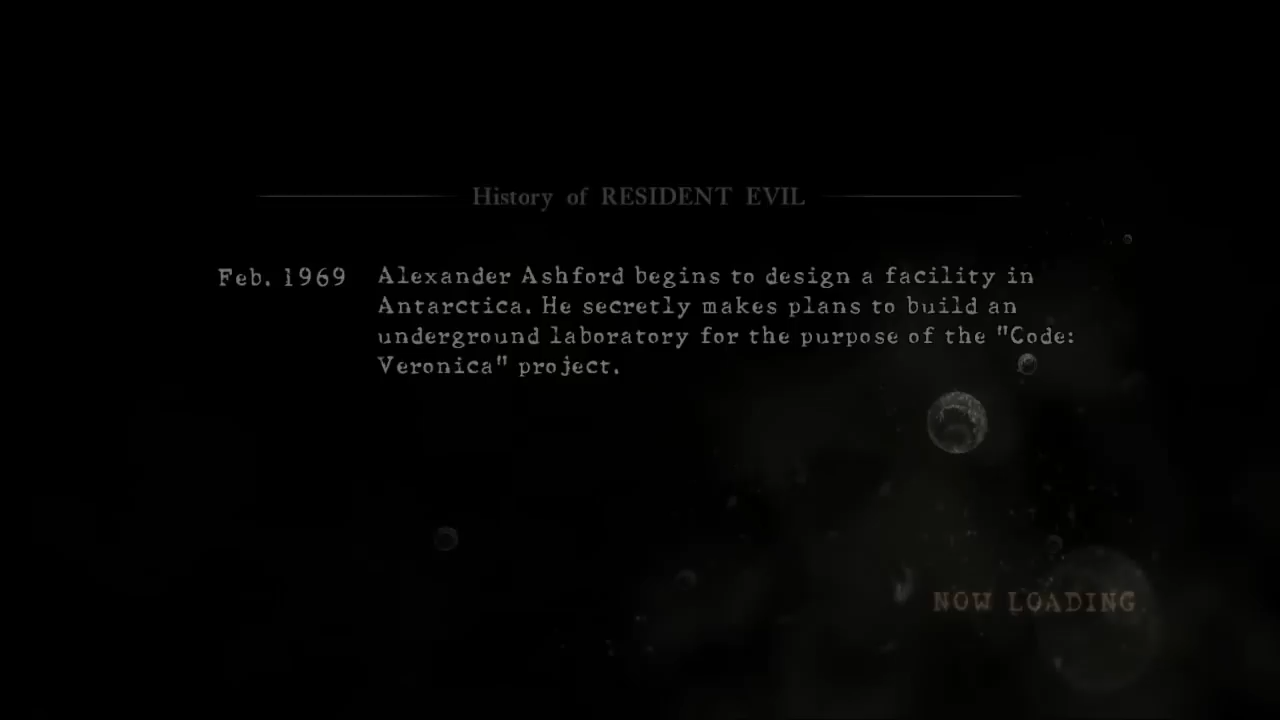 History of RESIDENT EVIL
Feb. 1969 Alexander Ashford begins to design a facility in
Antarctica. He secretly makes plans to build an
underground laboratory for the purpose of the "Code:
Veronica" project.
NOW LOADING